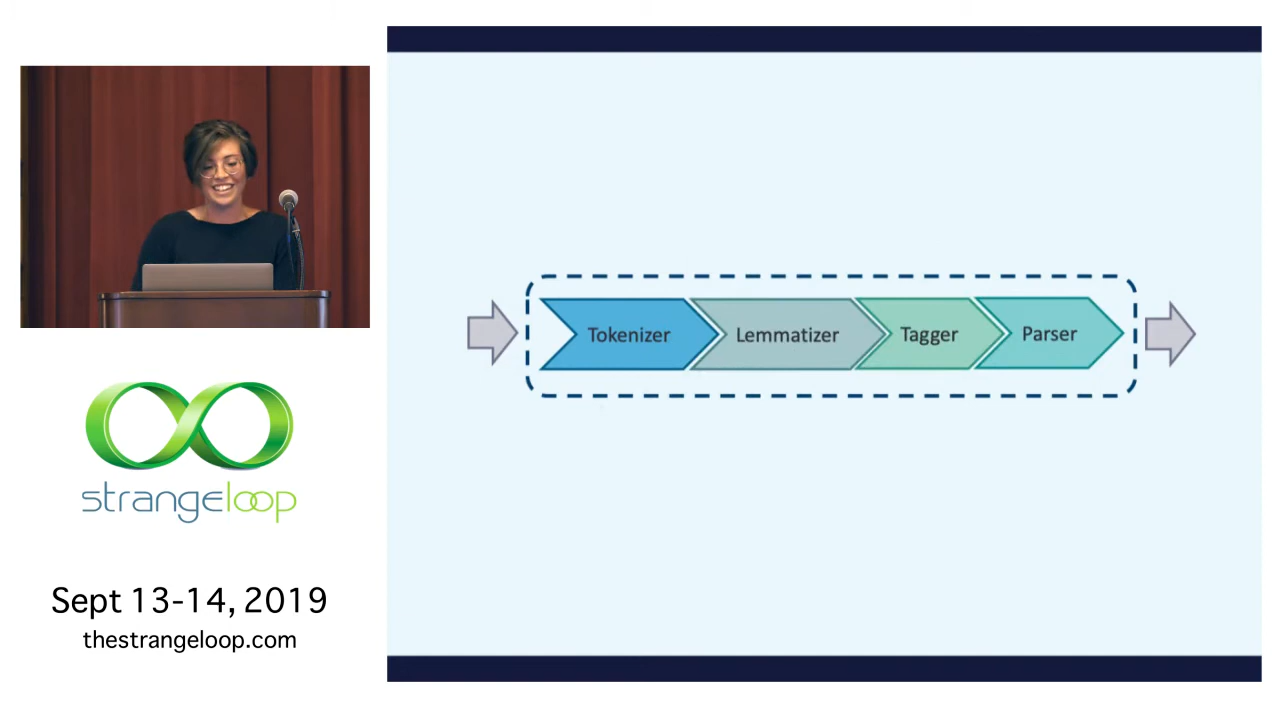 strangeloop
Sept 13-14, 2019
thestrangeloop.com
Tokenizer
Lemmatizer
Tagger
Parser